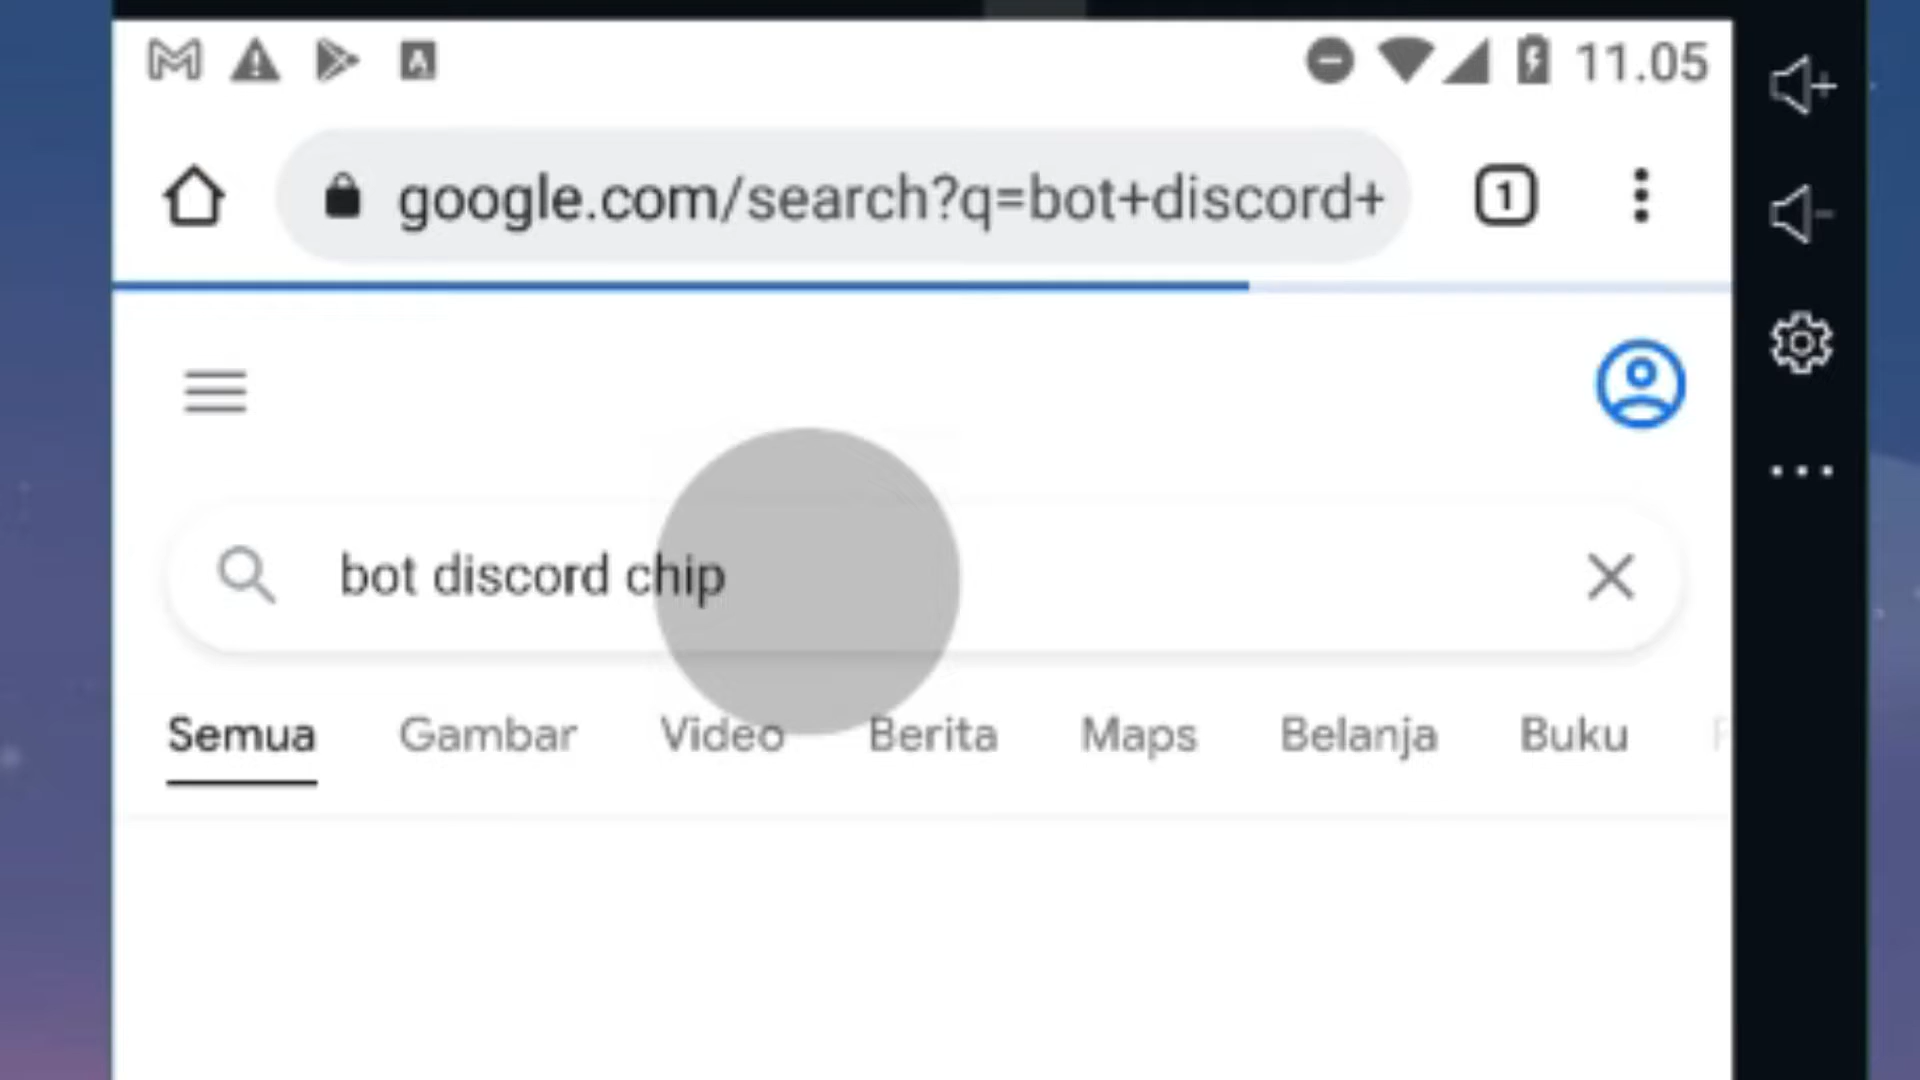 11.05
google.com/search?q=bot+discord+
1
bot discord chip
Semua Gambar Video Berita Maps Belanja Buku